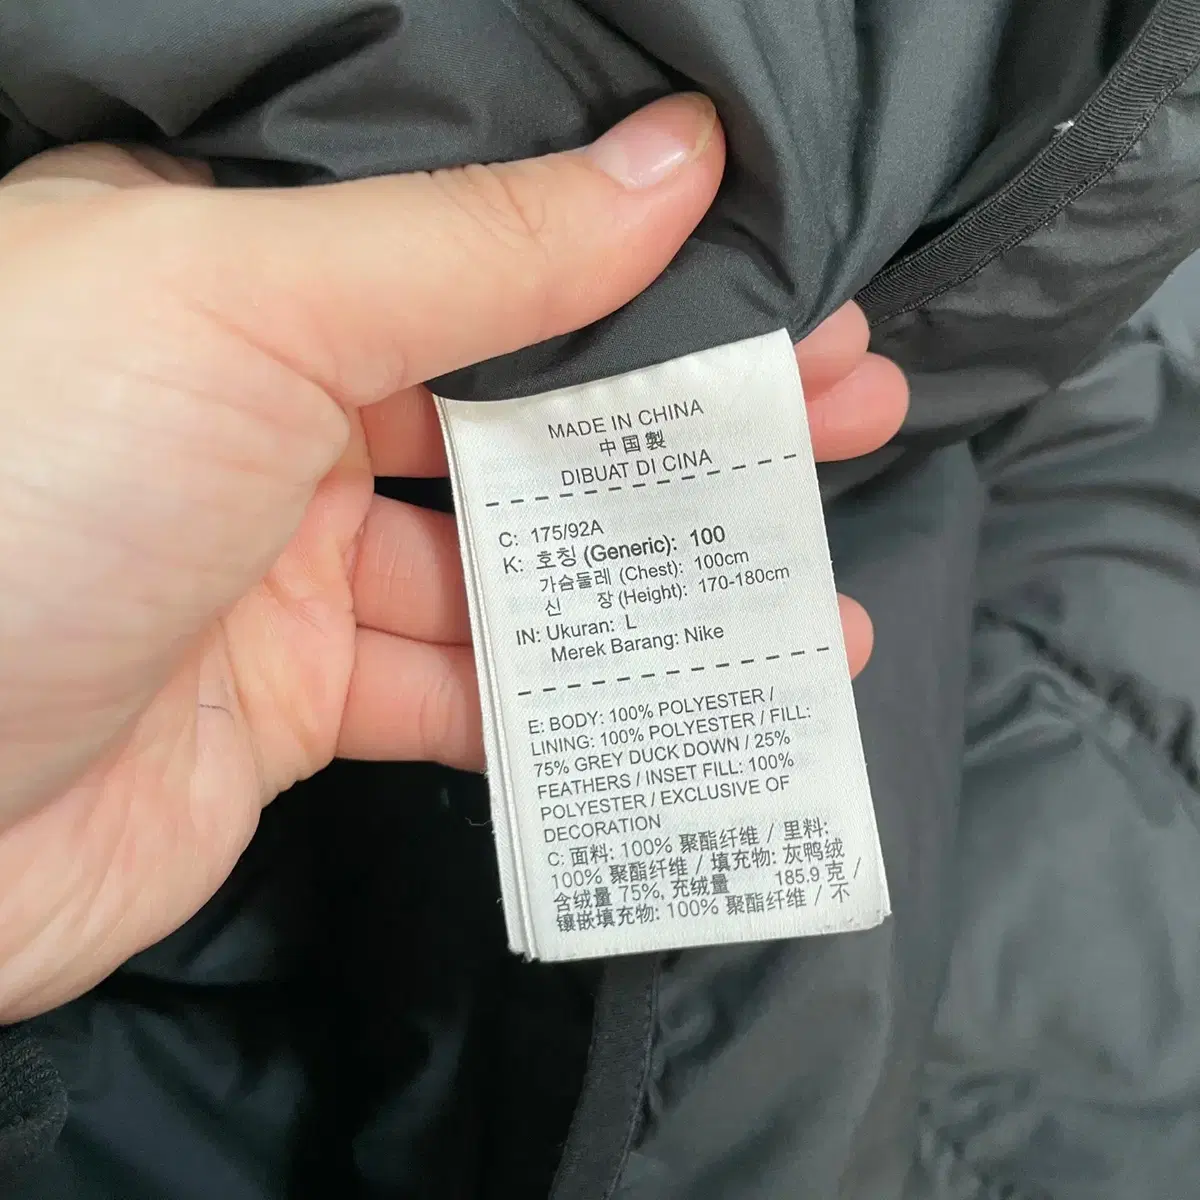 MADE IN CHINA
中国製
DIBUAT DI CINA
C: 175/92A
K: 호칭 (Generic): 100
가슴둘레 (Chest): 100cm
신 장 (Height): 170-180cm
IN: Ukuran: L
Merek Barang: Nike
E: BODY: 100% POLYESTER /
LINING: 100% POLYESTER / FILL:
75% GREY DUCK DOWN / 25%
FEATHERS / INSET FILL: 100%
POLYESTER / EXCLUSIVE OF
DECORATION
C: 面料: 100% 聚酯纤维 / 里料:
100% 聚酯纤维 / 填充物: 灰鸭绒
含绒量 75%, 充绒量 185.9 克 /
镶嵌填充物: 100% 聚酯纤维 / 不